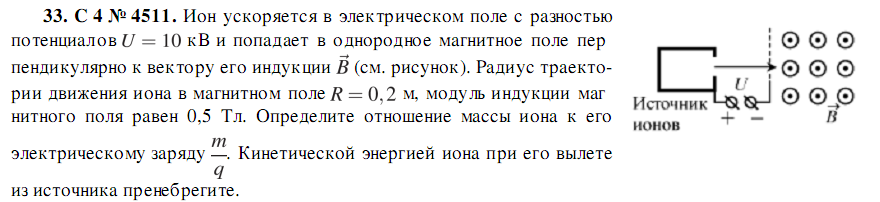 33. С 4 № 4511. Ион ускоряется в электрическом поле с разностью
потенциалов U = 10 кВ и попадает в однородное магнитное поле пер
пендикулярно к вектору его индукции B⃗ (см. рисунок). Радиус траекто-
рии движения иона в магнитном поле R = 0,2 м, модуль индукции маг
нитного поля равен 0,5 Тл. Определите отношение массы иона к его
электрическому заряду m/q. Кинетической энергией иона при его вылете
из источника пренебрегите.
U
Источник
ионов
+ −
B⃗